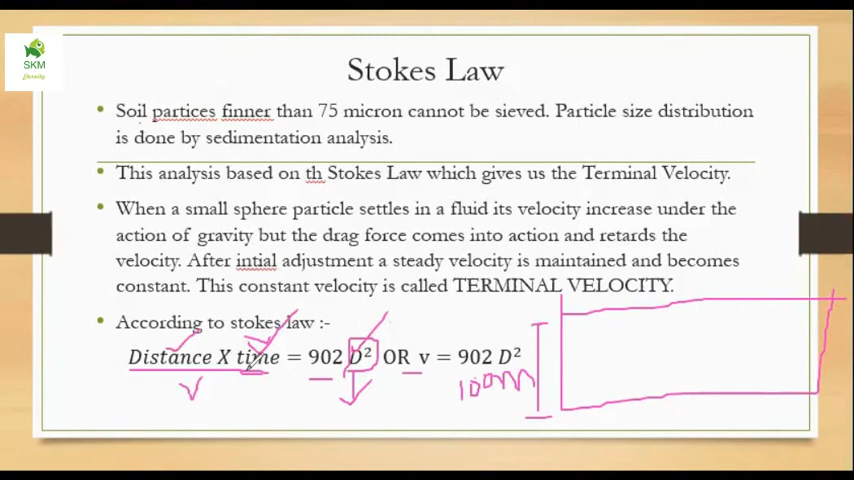 SKM
Eternity
Stokes Law
• Soil partices finner than 75 micron cannot be sieved. Particle size distribution
is done by sedimentation analysis.
• This analysis based on th Stokes Law which gives us the Terminal Velocity.
• When a small sphere particle settles in a fluid its velocity increase under the
action of gravity but the drag force comes into action and retards the
velocity. After intial adjustment a steady velocity is maintained and becomes
constant. This constant velocity is called TERMINAL VELOCITY.
• According to stokes law :-
Distance X time = 902 D² OR v = 902 D²
V